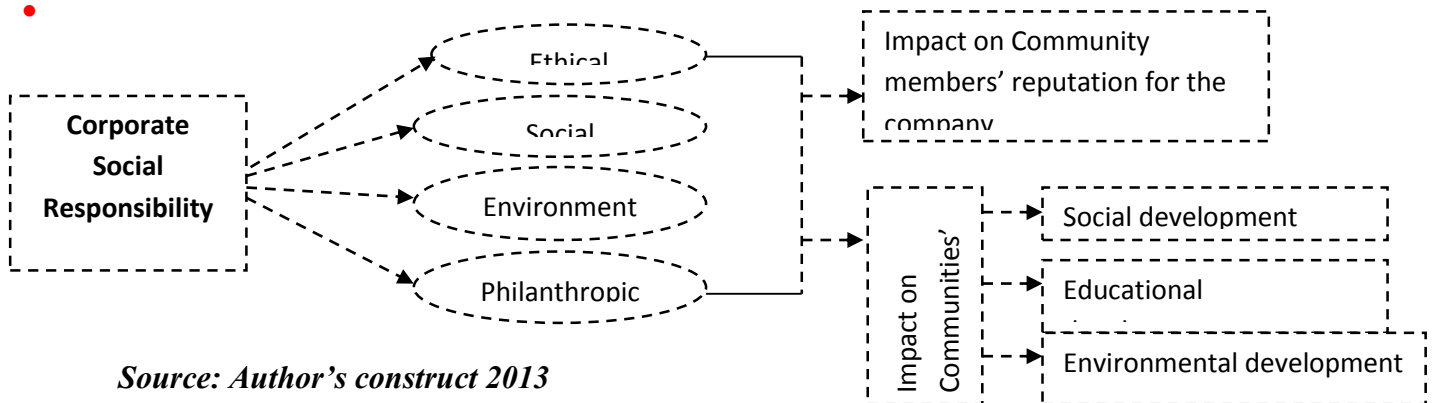 Corporate
Social
Responsibility
Ethical
Social
Environment
Philanthropic
Impact on Community
members’ reputation for the
company
Impact on
Communities’
Social development
Educational
Environmental development
Source: Author’s construct 2013